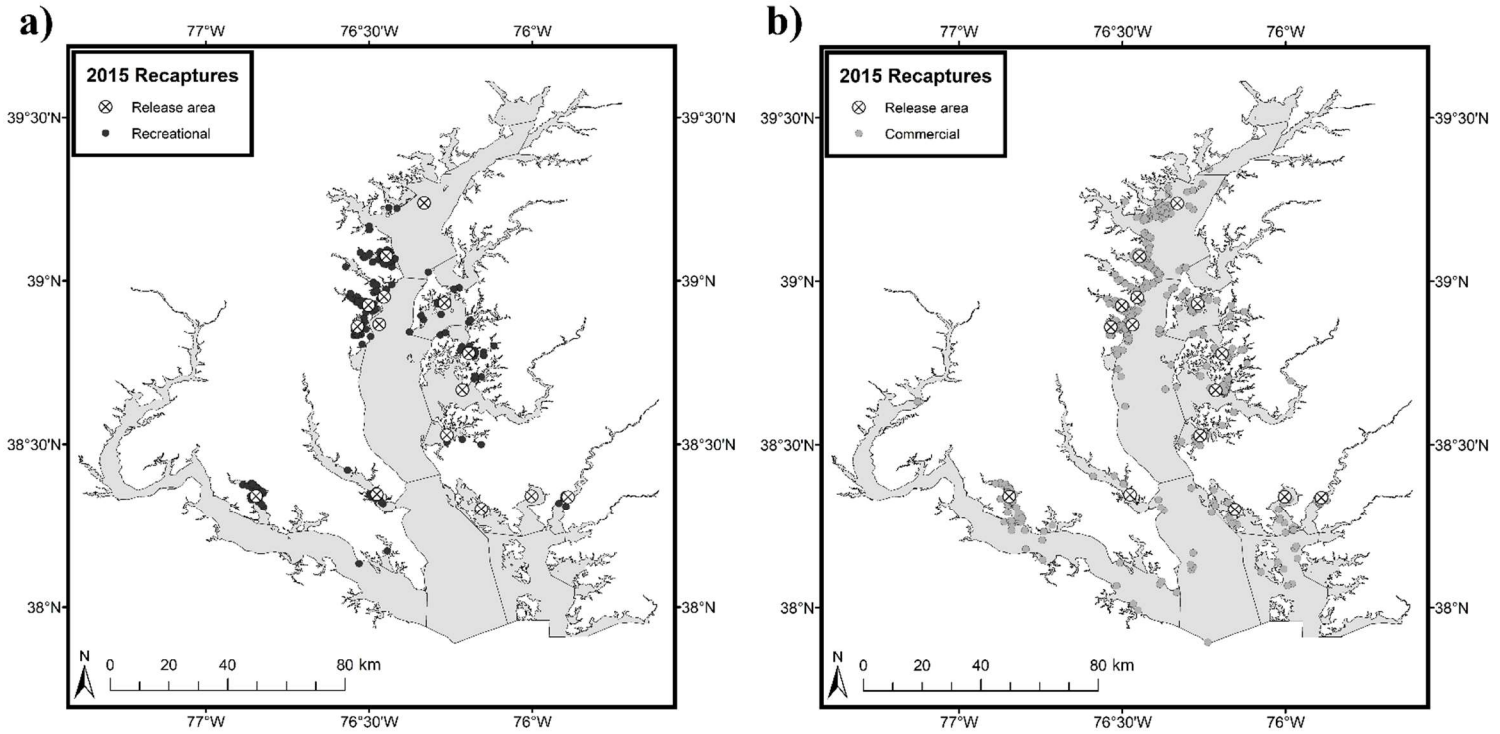 a)
77°W 76°30'W 76°W
2015 Recaptures
Release area
Recreational
39°30'N 39°30'N
39°N 39°N
38°30'N 38°30'N
38°N 38°N
N
0 20 40 80 km
77°W 76°30'W 76°W
b)
77°W 76°30'W 76°W
2015 Recaptures
Release area
Commercial
39°30'N 39°30'N
39°N 39°N
38°30'N 38°30'N
38°N 38°N
N
0 20 40 80 km
77°W 76°30'W 76°W